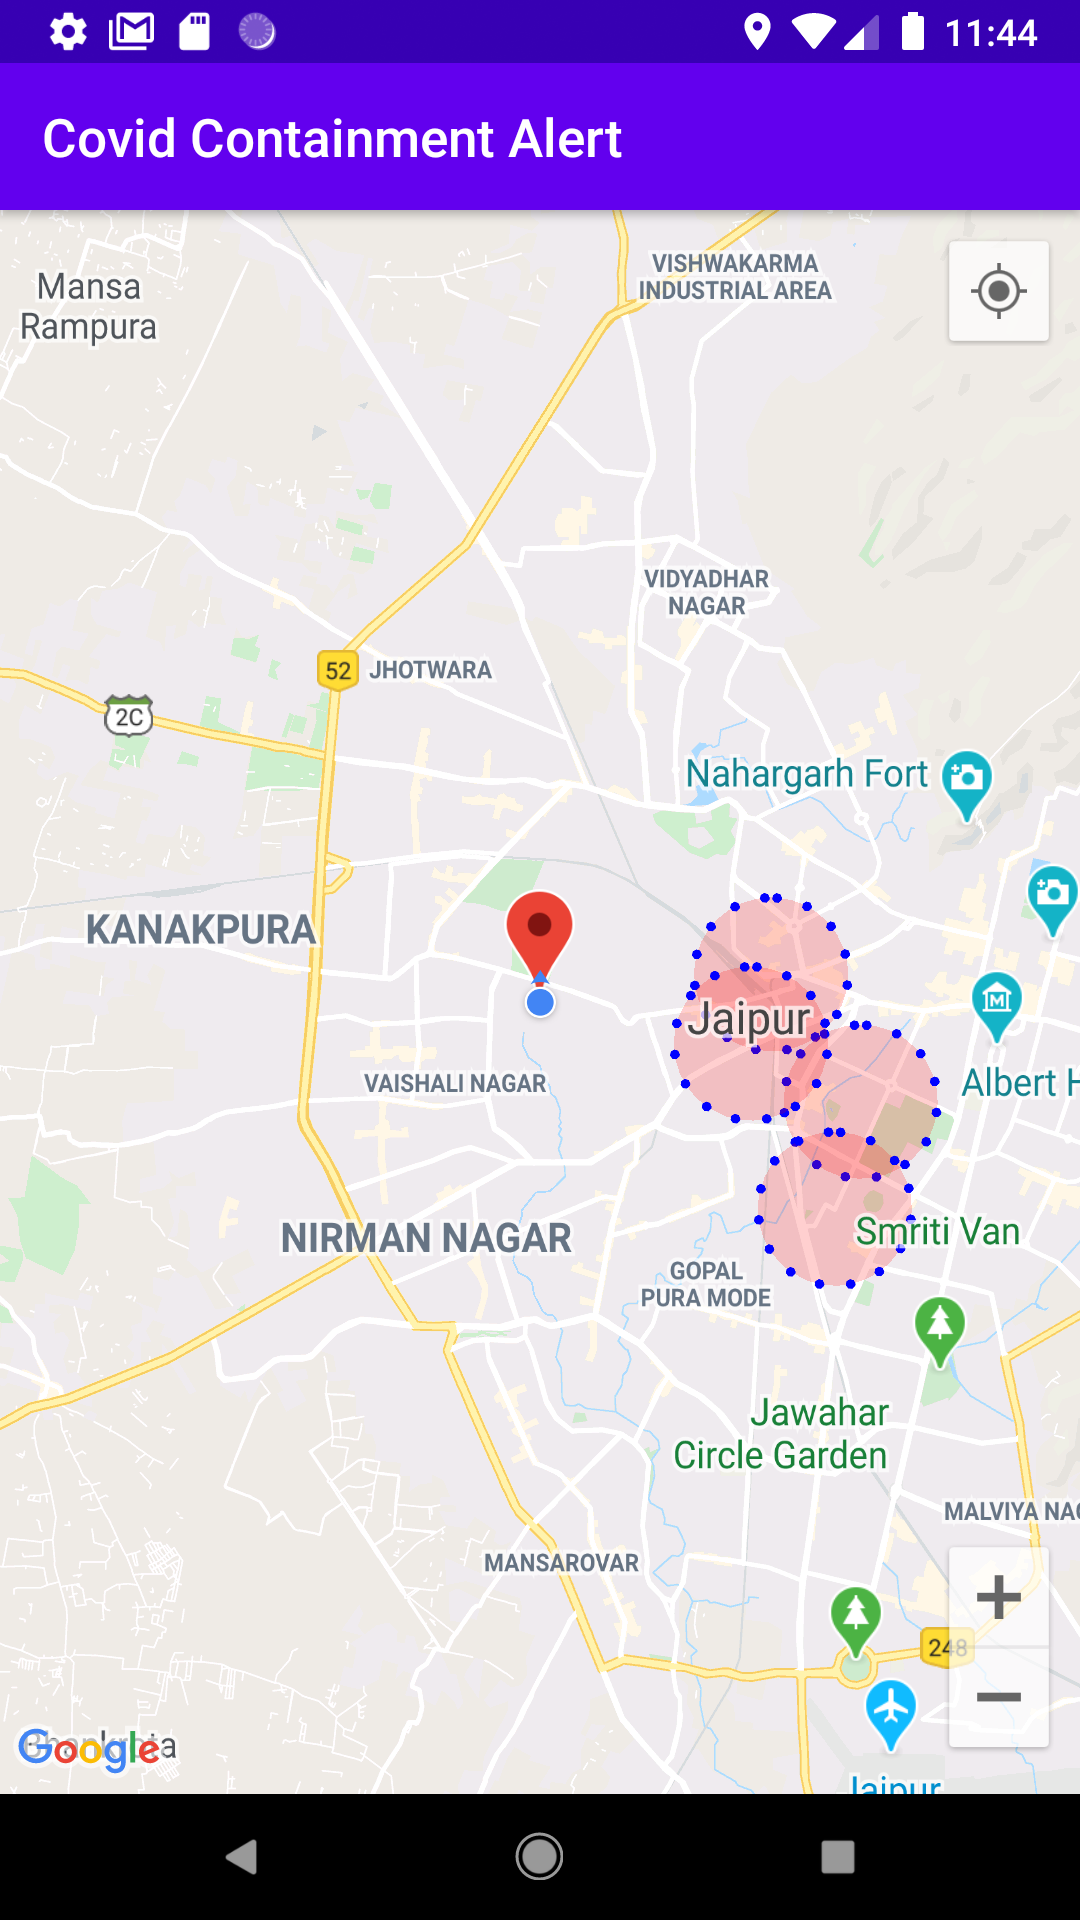 11:44
Covid Containment Alert
VISHWAKARMA
INDUSTRIAL AREA
Mansa
Rampura
VIDYADHAR
NAGAR
52
JHOTWARA
2C
Nahargarh Fort
KANAKPURA
M
Jaipur
VAISHALI NAGAR
Albert H
Smriti Van
NIRMAN NAGAR
GOPAL
PURA MODE
Jawahar
Circle Garden
MALVIYA NAG
MANSAROVAR
+
248
−
Google
Jaipur